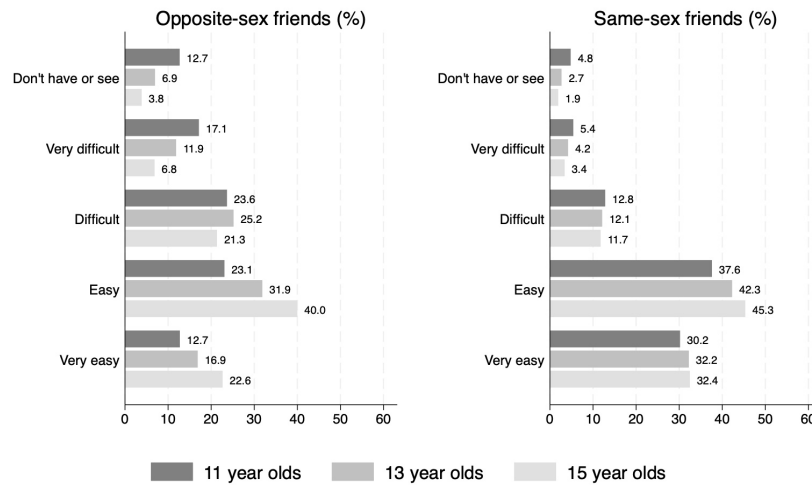 Opposite-sex friends (%)
Don't have or see
12.7
6.9
3.8
Very difficult
17.1
11.9
6.8
Difficult
23.6
25.2
21.3
Easy
23.1
31.9
40.0
Very easy
12.7
16.9
22.6
0 10 20 30 40 50 60
Same-sex friends (%)
Don't have or see
4.8
2.7
1.9
Very difficult
5.4
4.2
3.4
Difficult
12.8
12.1
11.7
Easy
37.6
42.3
45.3
Very easy
30.2
32.2
32.4
0 10 20 30 40 50 60
11 year olds 13 year olds 15 year olds